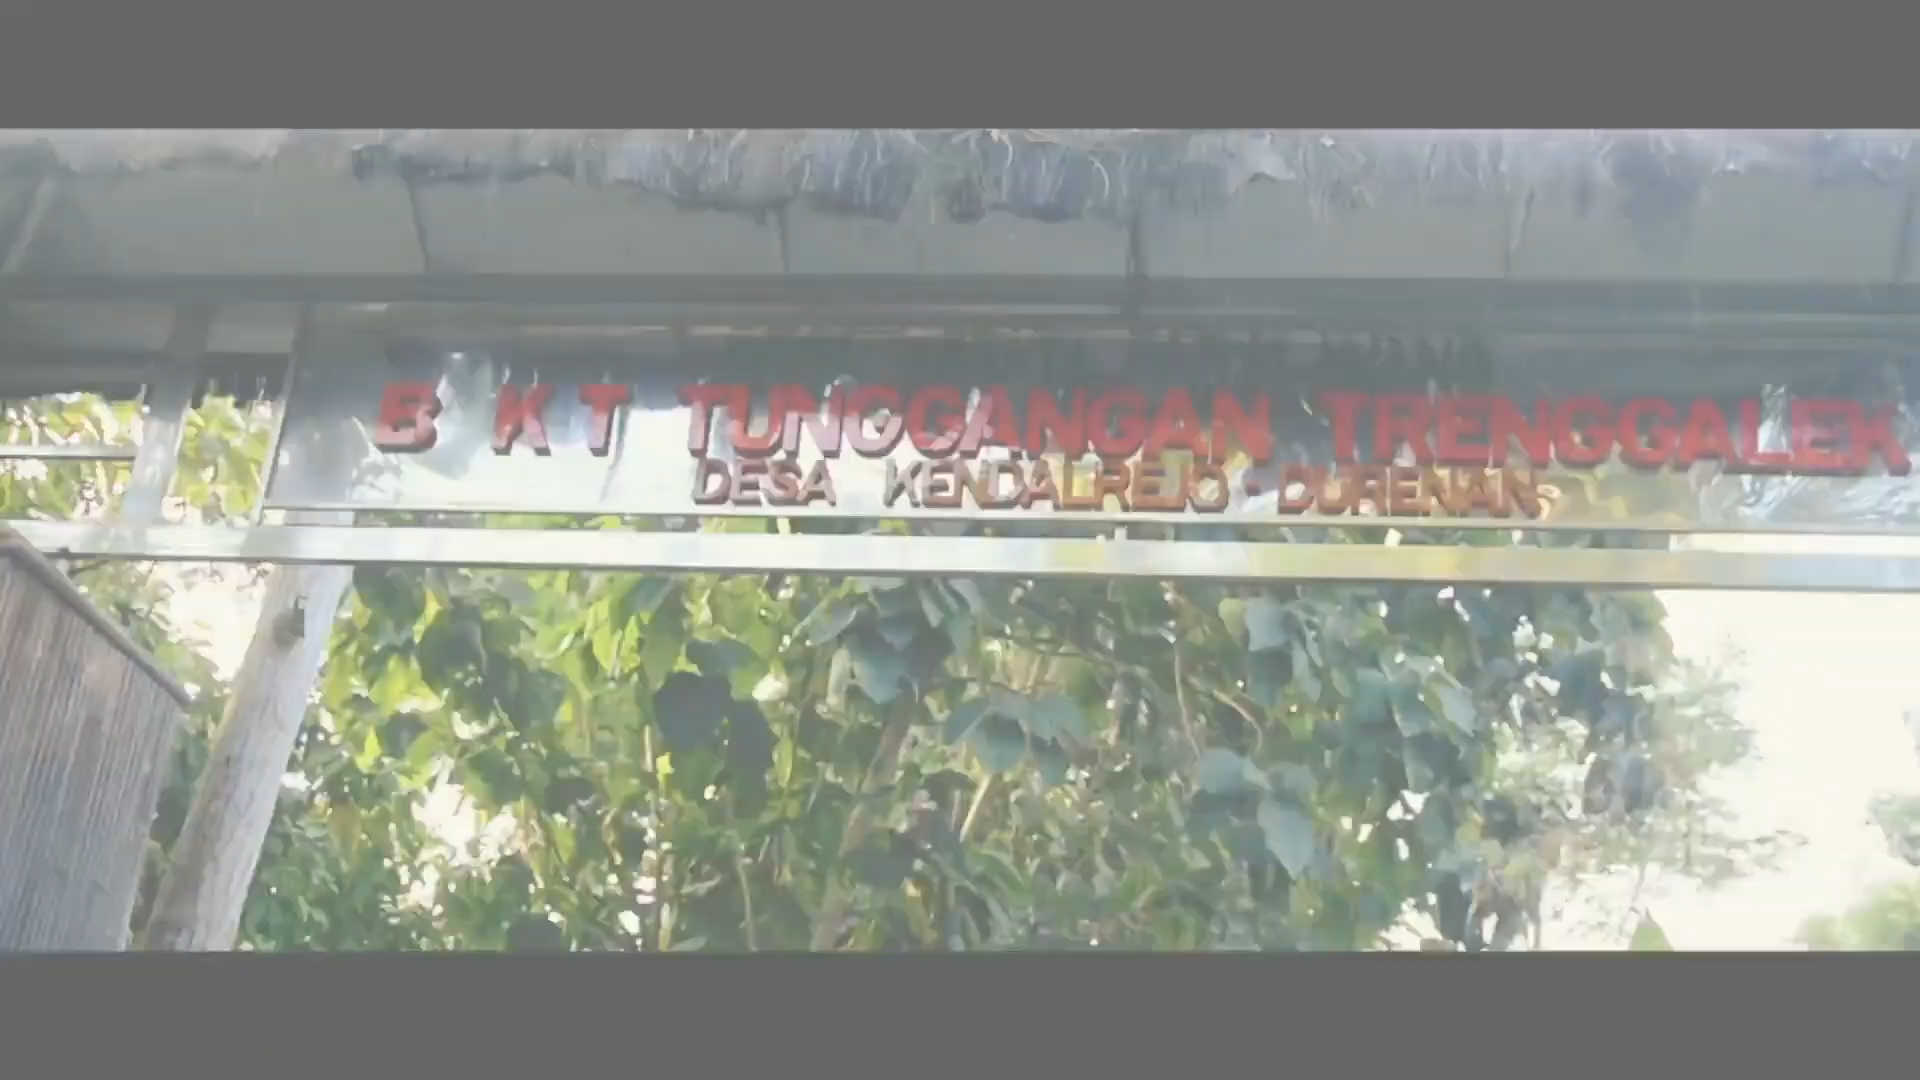 B K T TUNGGANGAN TRENGGALEK
DESA KENDALREJO - DURENAN